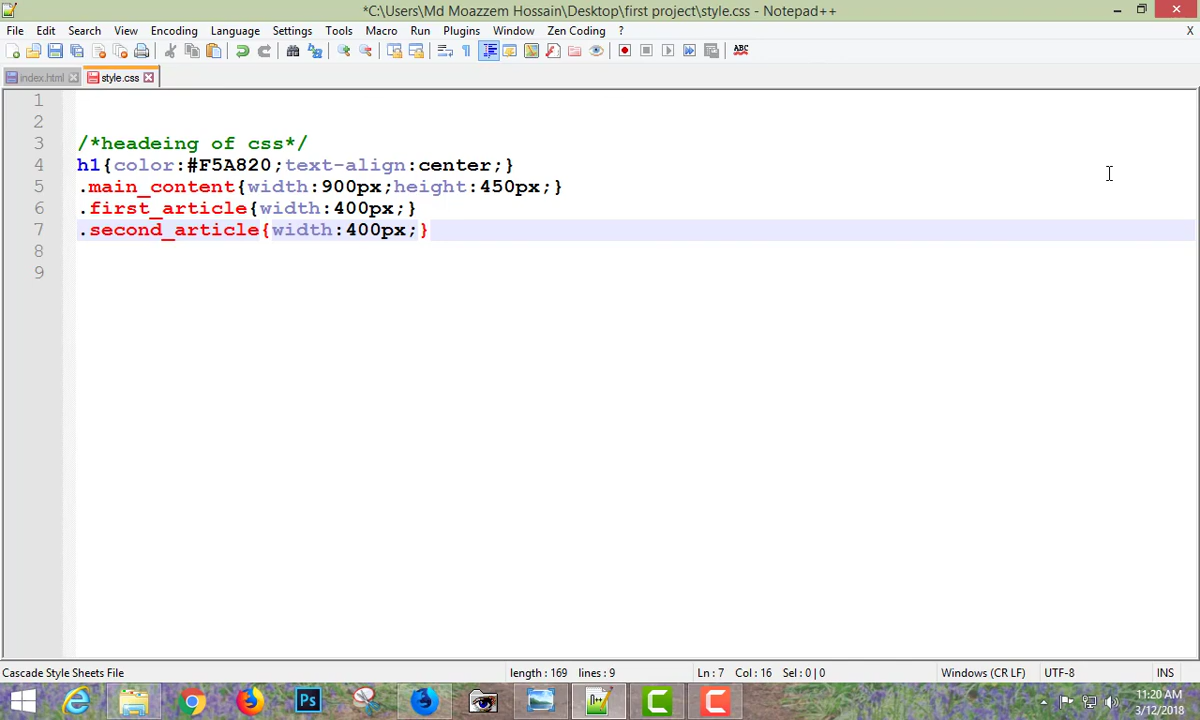 *C:\Users\Md Moazzem Hossain\Desktop\first project\style.css - Notepad++
File Edit Search View Encoding Language Settings Tools Macro Run Plugins Window Zen Coding ? X
ABC
index.html style.css
1
2
3 /*headeing of css*/
4 h1{color:#F5A820;text-align:center;}
5 .main_content{width:900px;height:450px;}
6 .first_article{width:400px;}
7 .second_article{width:400px;}
8
9
Cascade Style Sheets File length : 169 lines : 9 Ln : 7 Col : 16 Sel : 0 | 0 Windows (CR LF) UTF-8 INS
Ps
11:20 AM
3/12/2018